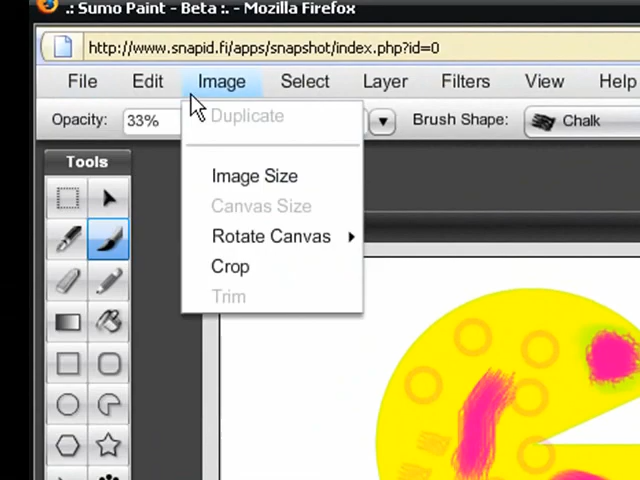 .: Sumo Paint - Beta :. - Mozilla Firefox
http://www.snapid.fi/apps/snapshot/index.php?id=0
File Edit Image Select Layer Filters View Help
Opacity: 33% Brush Shape: Chalk
Duplicate
Tools
Image Size
Canvas Size
Rotate Canvas
Crop
Trim